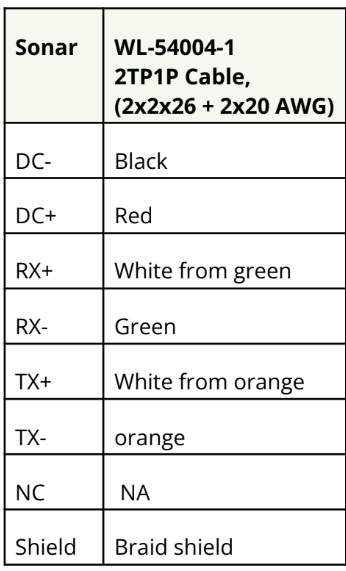 Sonar WL-54004-1
2TP1P Cable,
(2x2x26 + 2x20 AWG)
DC- Black
DC+ Red
RX+ White from green
RX- Green
TX+ White from orange
TX- orange
NC NA
Shield Braid shield